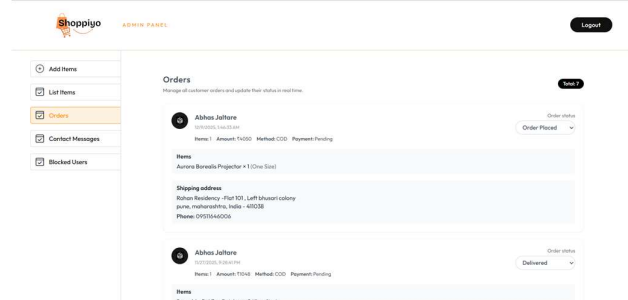 Shoppiyo
ADMIN PANEL
Logout
Add Items
List Items
Orders
Contact Messages
Blocked Users
Orders
Manage all customer orders and update their status in real time.
Total: 7
Abhas Jaltare
Order status
Order Placed
Items: 1 Amount: ₹4050 Method: COD Payment: Pending
Items
Aurora Borealis Projector × 1 (One Size)
Shipping address
Rohan Residency -Flat 101 , Left bhusari colony
pune, maharashtra, India - 411038
Phone: 09511646006
Abhas Jaltare
Order status
Delivered
Items: 1 Amount: ₹1048 Method: COD Payment: Pending
Items